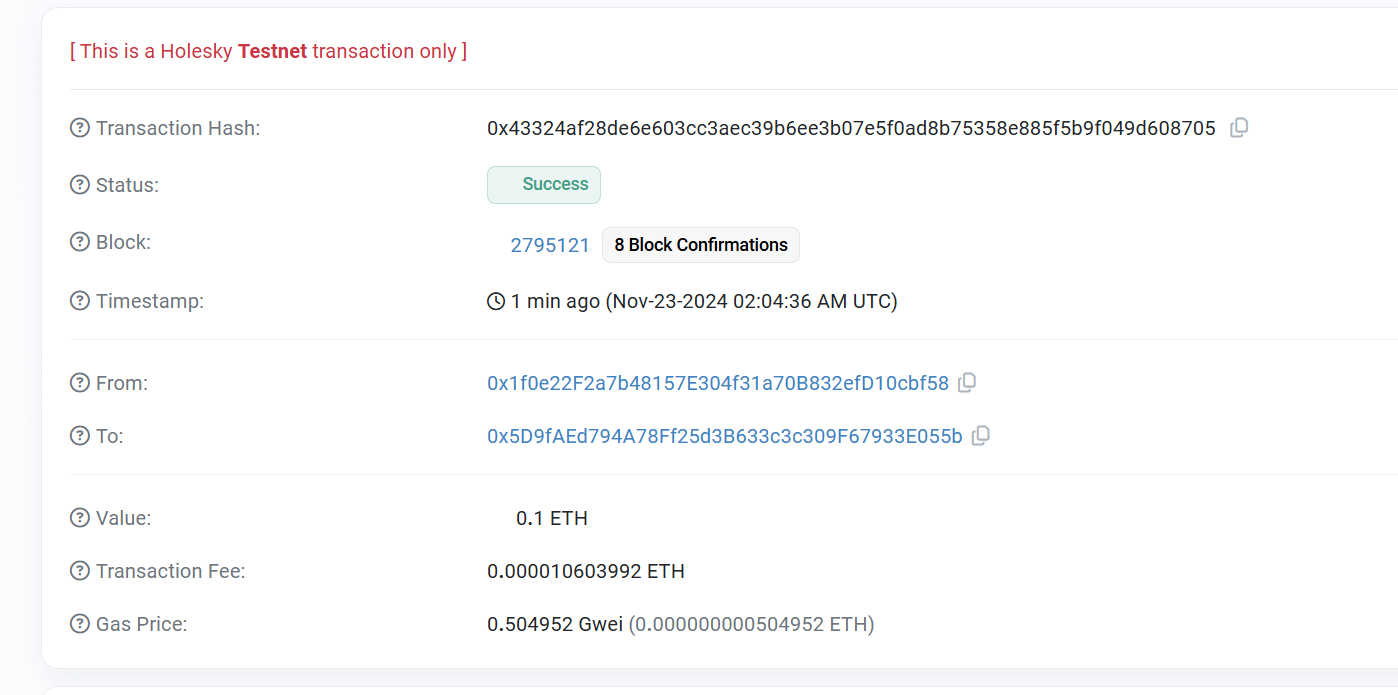 [ This is a Holesky Testnet transaction only ]
Transaction Hash: 0x43324af28de6e603cc3aec39b6ee3b07e5f0ad8b75358e885f5b9f049d608705
Status: Success
Block: 2795121 8 Block Confirmations
Timestamp: 1 min ago (Nov-23-2024 02:04:36 AM UTC)
From: 0x1f0e22F2a7b48157E304f31a70B832efD10cbf58
To: 0x5D9fAEd794A78Ff25d3B633c3c309F67933E055b
Value: 0.1 ETH
Transaction Fee: 0.000010603992 ETH
Gas Price: 0.504952 Gwei (0.000000000504952 ETH)